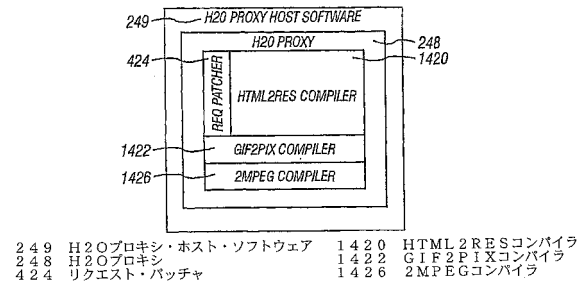 249 H20 PROXY HOST SOFTWARE
H20 PROXY 248
424 1420
REQ PATCHER
HTML2RES COMPILER
1422 GIF2PIX COMPILER
1426 2MPEG COMPILER
249 H2Oプロキシ・ホスト・ソフトウェア 1420 HTML2RESコンパイラ
248 H2Oプロキシ 1422 GIF2PIXコンパイラ
424 リクエスト・パッチャ 1426 2MPEGコンパイラ